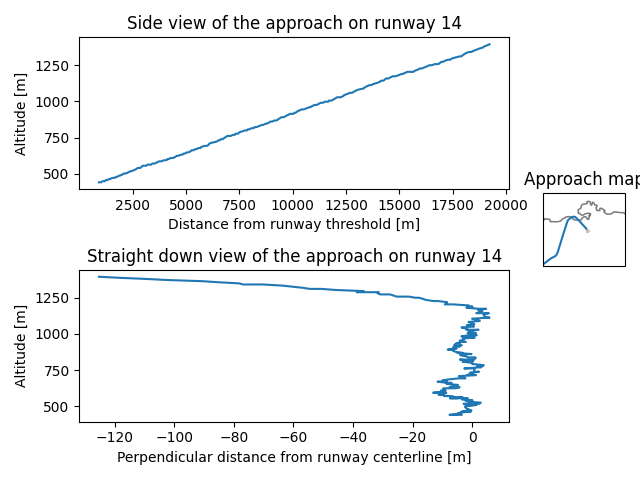 Side view of the approach on runway 14
Altitude [m]
1250
1000
750
500
2500 5000 7500 10000 12500 15000 17500 20000
Distance from runway threshold [m]
Approach map
Straight down view of the approach on runway 14
Altitude [m]
1250
1000
750
500
−120 −100 −80 −60 −40 −20 0
Perpendicular distance from runway centerline [m]